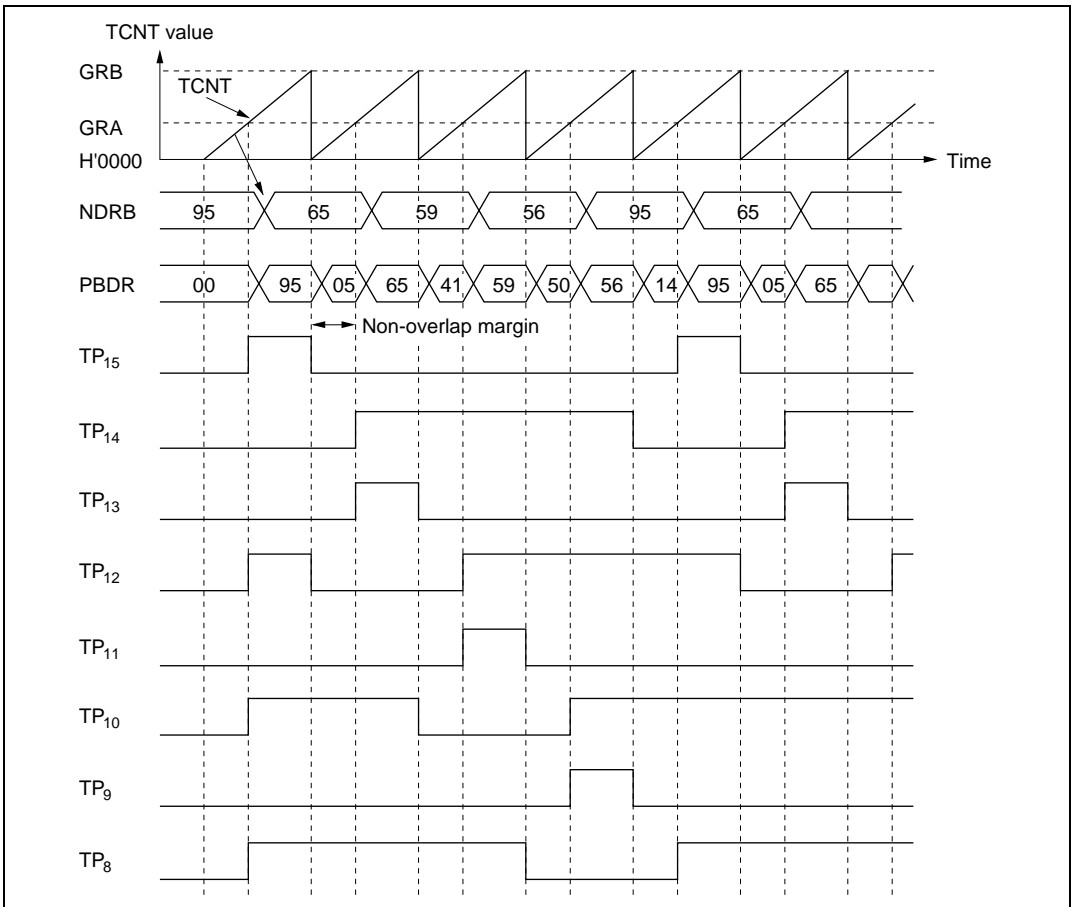 TCNT value
GRB
TCNT
GRA
H'0000
Time
NDRB 95 65 59 56 95 65
PBDR 00 95 05 65 41 59 50 56 14 95 05 65
Non-overlap margin
TP15
TP14
TP13
TP12
TP11
TP10
TP9
TP8